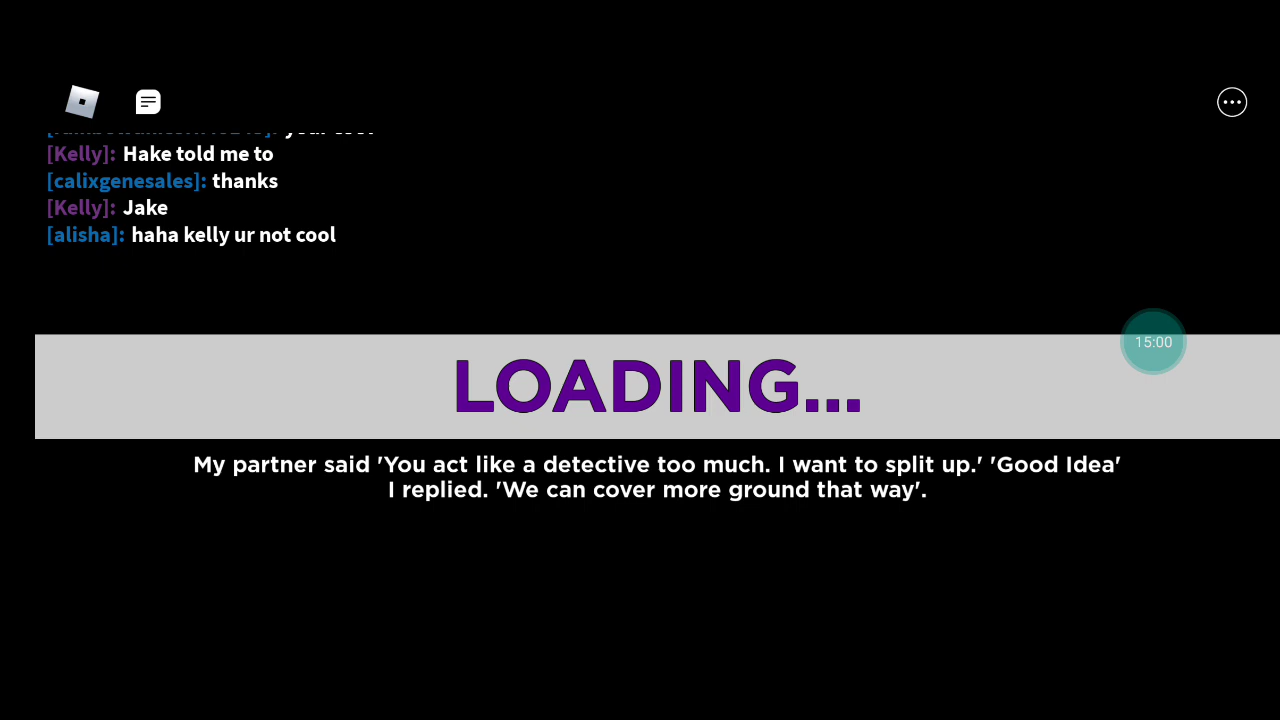 [Kelly]: Hake told me to
[calixgenesales]: thanks
[Kelly]: Jake
[alisha]: haha kelly ur not cool
15:00
LOADING...
My partner said 'You act like a detective too much. I want to split up.' 'Good Idea'
I replied. 'We can cover more ground that way'.